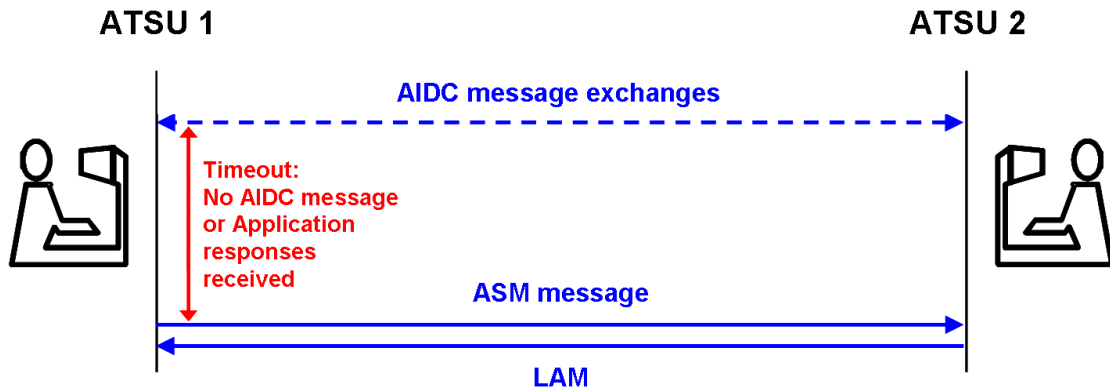 ATSU 1
ATSU 2
AIDC message exchanges
Timeout:
No AIDC message
or Application
responses
received
ASM message
LAM